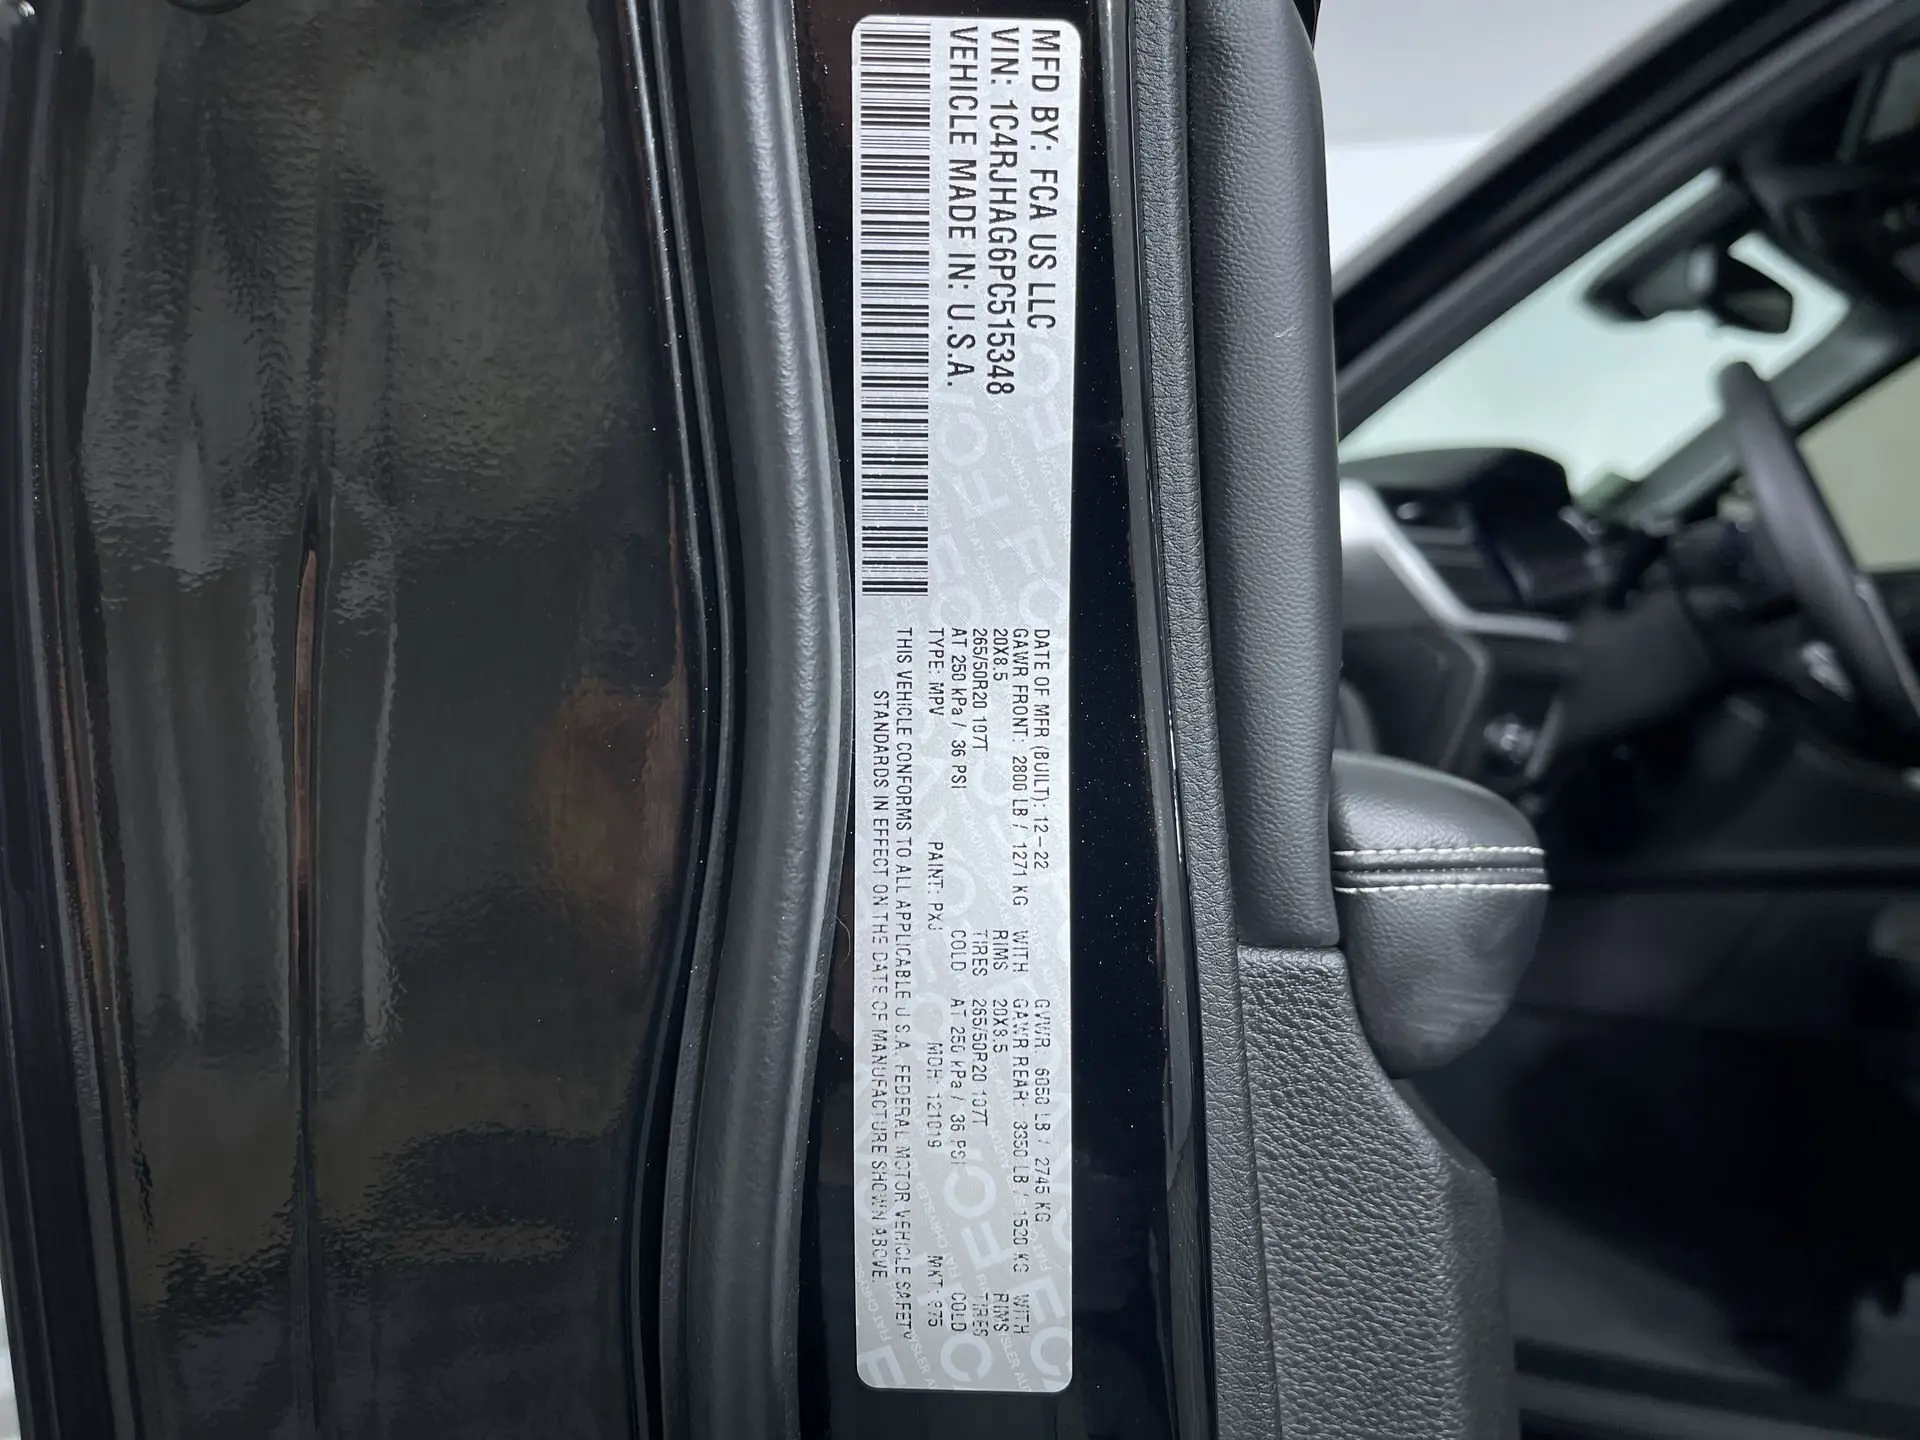 MFD BY: FCA US LLC
VIN: 1C4RJHAG6PC515348
VEHICLE MADE IN: U.S.A.
DATE OF MFR (BUILT): 12-22 GVWR: 6050 LB / 2745 KG
GAWR FRONT: 2800 LB / 1271 KG WITH GAWR REAR: 3350 LB / 1520 KG WITH
20X8.5 RIMS 20X8.5 RIMS
265/50R20 107T TIRES 265/50R20 107T TIRES
AT 250 kPa / 36 PSI COLD AT 250 kPa / 36 PSI COLD
TYPE: MPV PAINT: PXJ MDH: 121019 MKT: 975
THIS VEHICLE CONFORMS TO ALL APPLICABLE U.S.A. FEDERAL MOTOR VEHICLE SAFETY
STANDARDS IN EFFECT ON THE DATE OF MANUFACTURE SHOWN ABOVE.